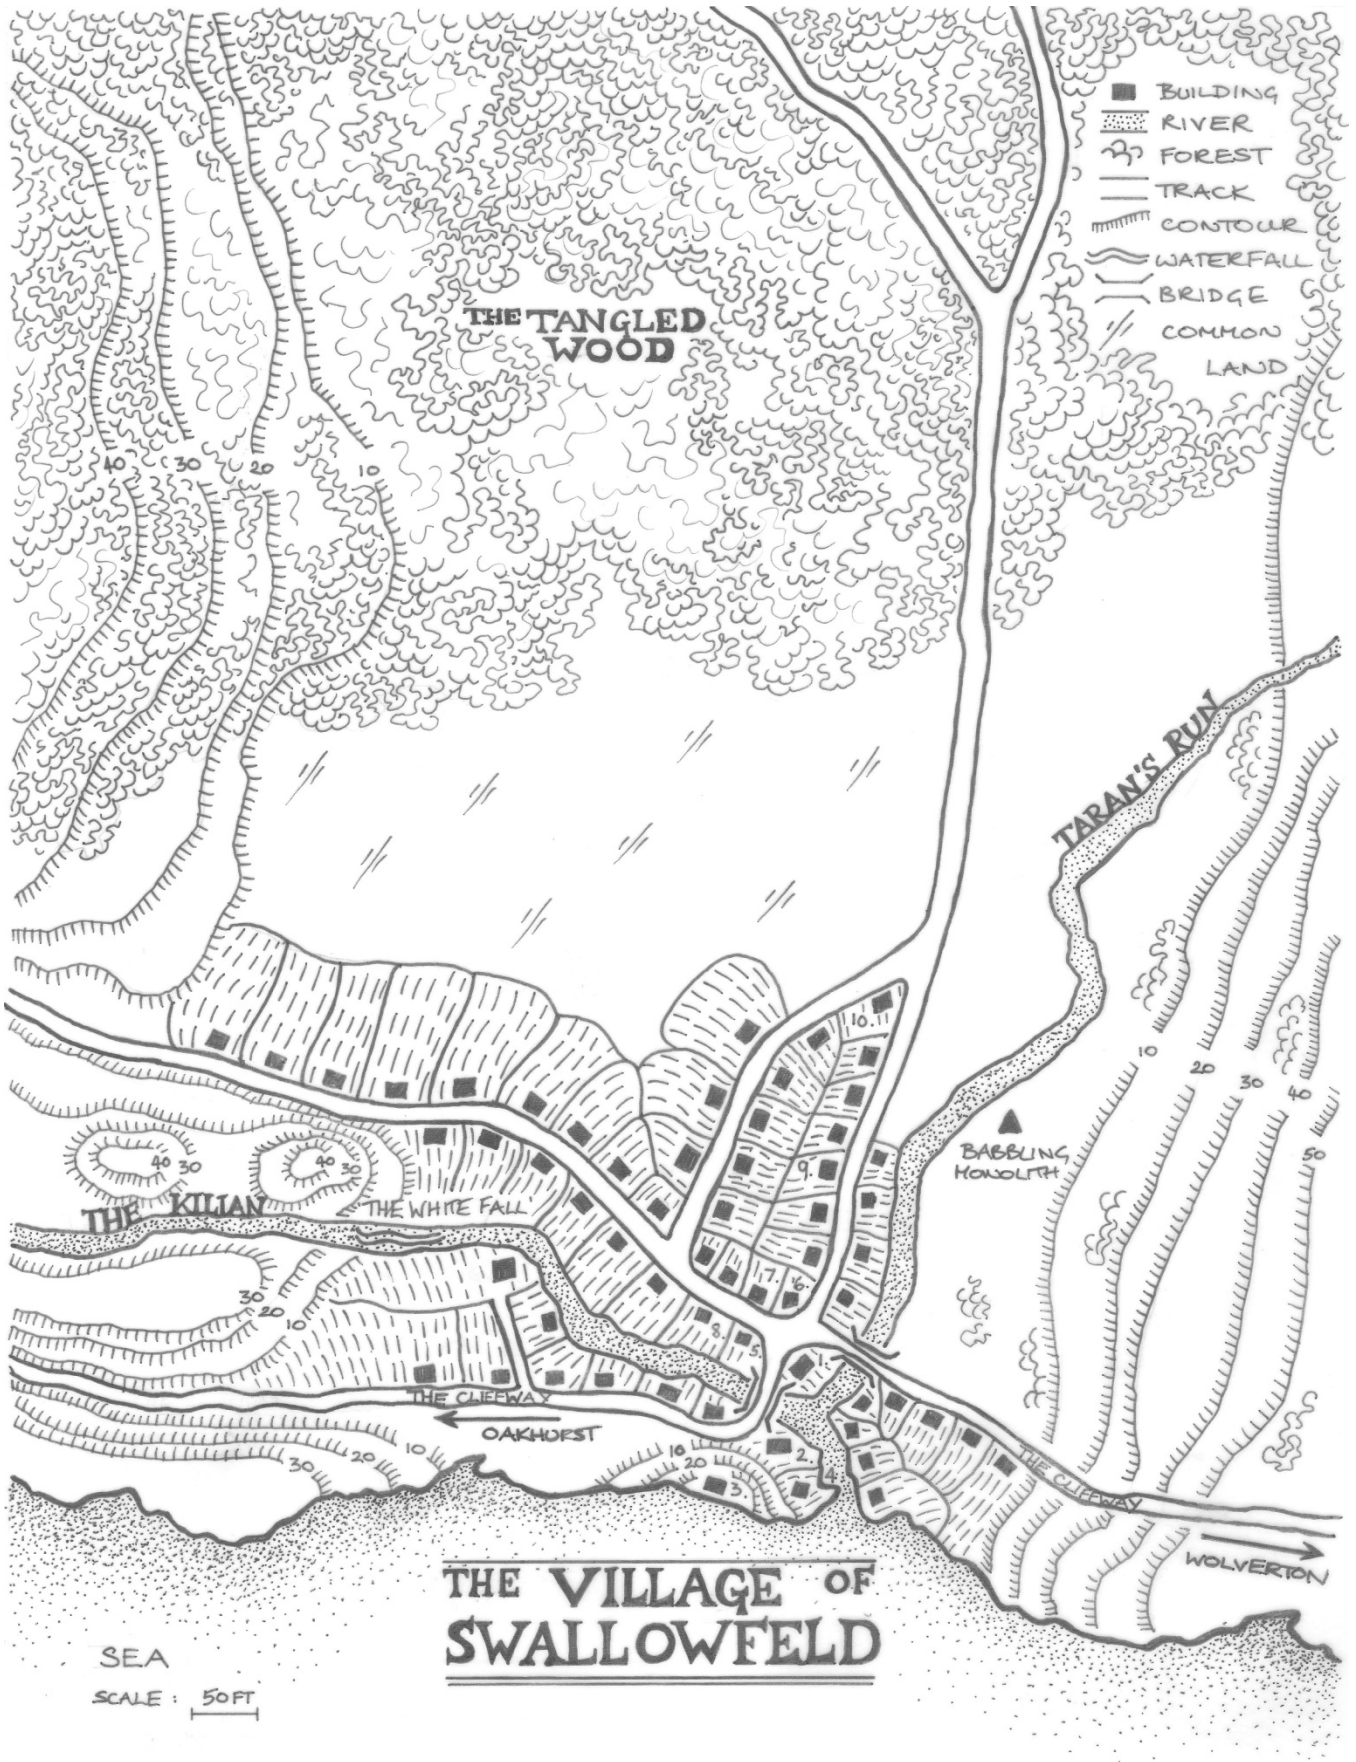 BUILDING
RIVER
FOREST
TRACK
CONTOUR
WATERFALL
BRIDGE
COMMON
LAND
THE TANGLED
WOOD
40 30 20 10
TARAN'S RUN
10. 11
10
20
30
40
50
BABBLING
MONOLITH
9.
40 30
40 30
THE KILIAN
THE WHITE FALL
30
20
10
7.
6.
8.
5.
1.
THE CLIFFWAY
OAKHURST
10
20
30
10
20
2.
3.
4.
THE CLIFFWAY
WOLVERTON
THE VILLAGE OF
SWALLOWFELD
SEA
SCALE : 50FT